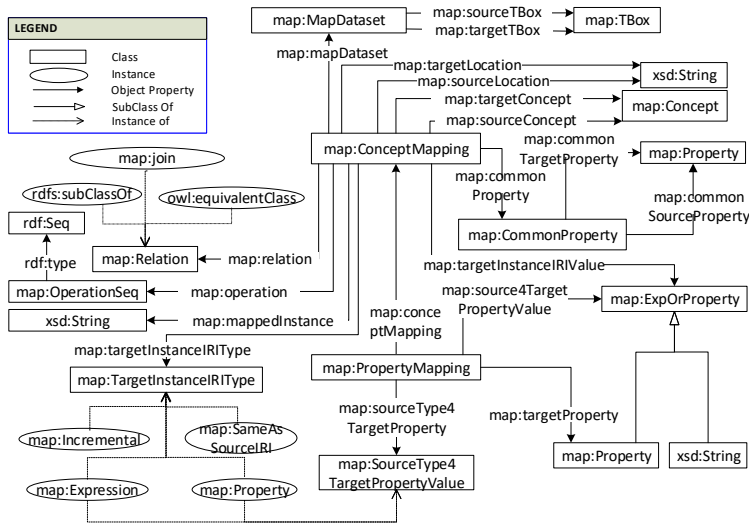 map:MapDataset
map:sourceTBox
map:targetTBox
map:TBox
LEGEND
Class
Instance
Object Property
SubClass Of
Instance of
map:mapDataset
map:targetLocation
map:sourceLocation
xsd:String
map:targetConcept
map:sourceConcept
map:Concept
map:join
map:ConceptMapping
map:common
TargetProperty
map:Property
map:common
Property
map:common
SourceProperty
rdfs:subClassOf
owl:equivalentClass
rdf:Seq
map:CommonProperty
rdf:type
map:Relation
map:relation
map:targetInstanceIRIValue
map:OperationSeq
map:operation
map:source4Target
PropertyValue
map:ExpOrProperty
xsd:String
map:mappedInstance
map:conce
ptMapping
map:targetInstanceIRIType
map:TargetInstanceIRIType
map:PropertyMapping
map:sourceType4
TargetProperty
map:targetProperty
map:Incremental
map:SameAs
SourceIRI
map:Property
xsd:String
map:SourceType4
TargetPropertyValue
map:Expression
map:Property